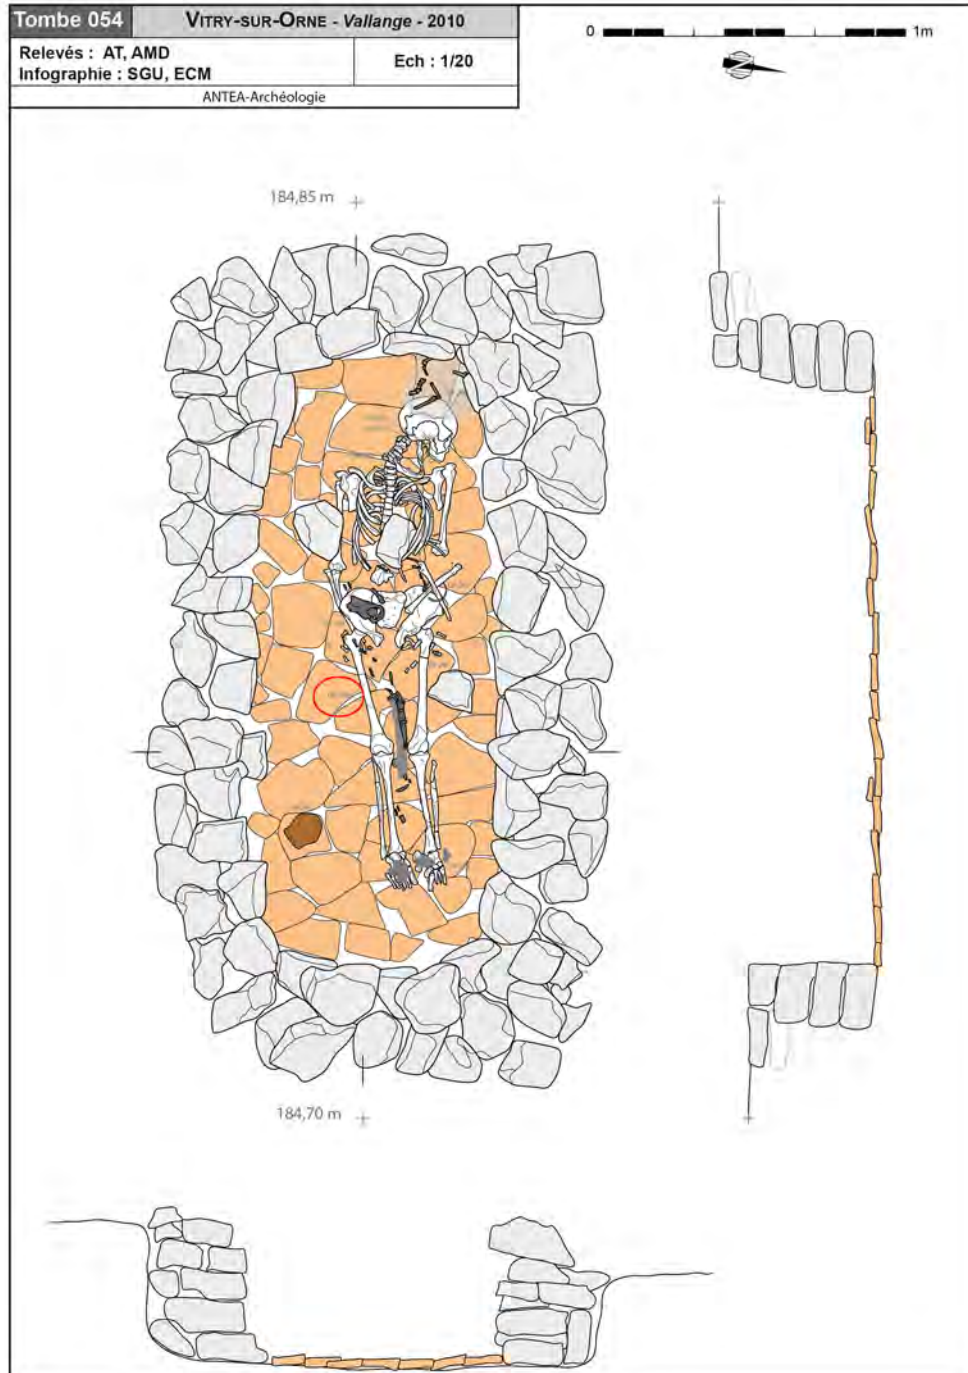 Tombe 054
VITRY-SUR-ORNE - Vallange - 2010
Relevés : AT, AMD
Infographie : SGU, ECM
Ech : 1/20
ANTEA-Archéologie
0 1m
N
184,85 m
184,70 m